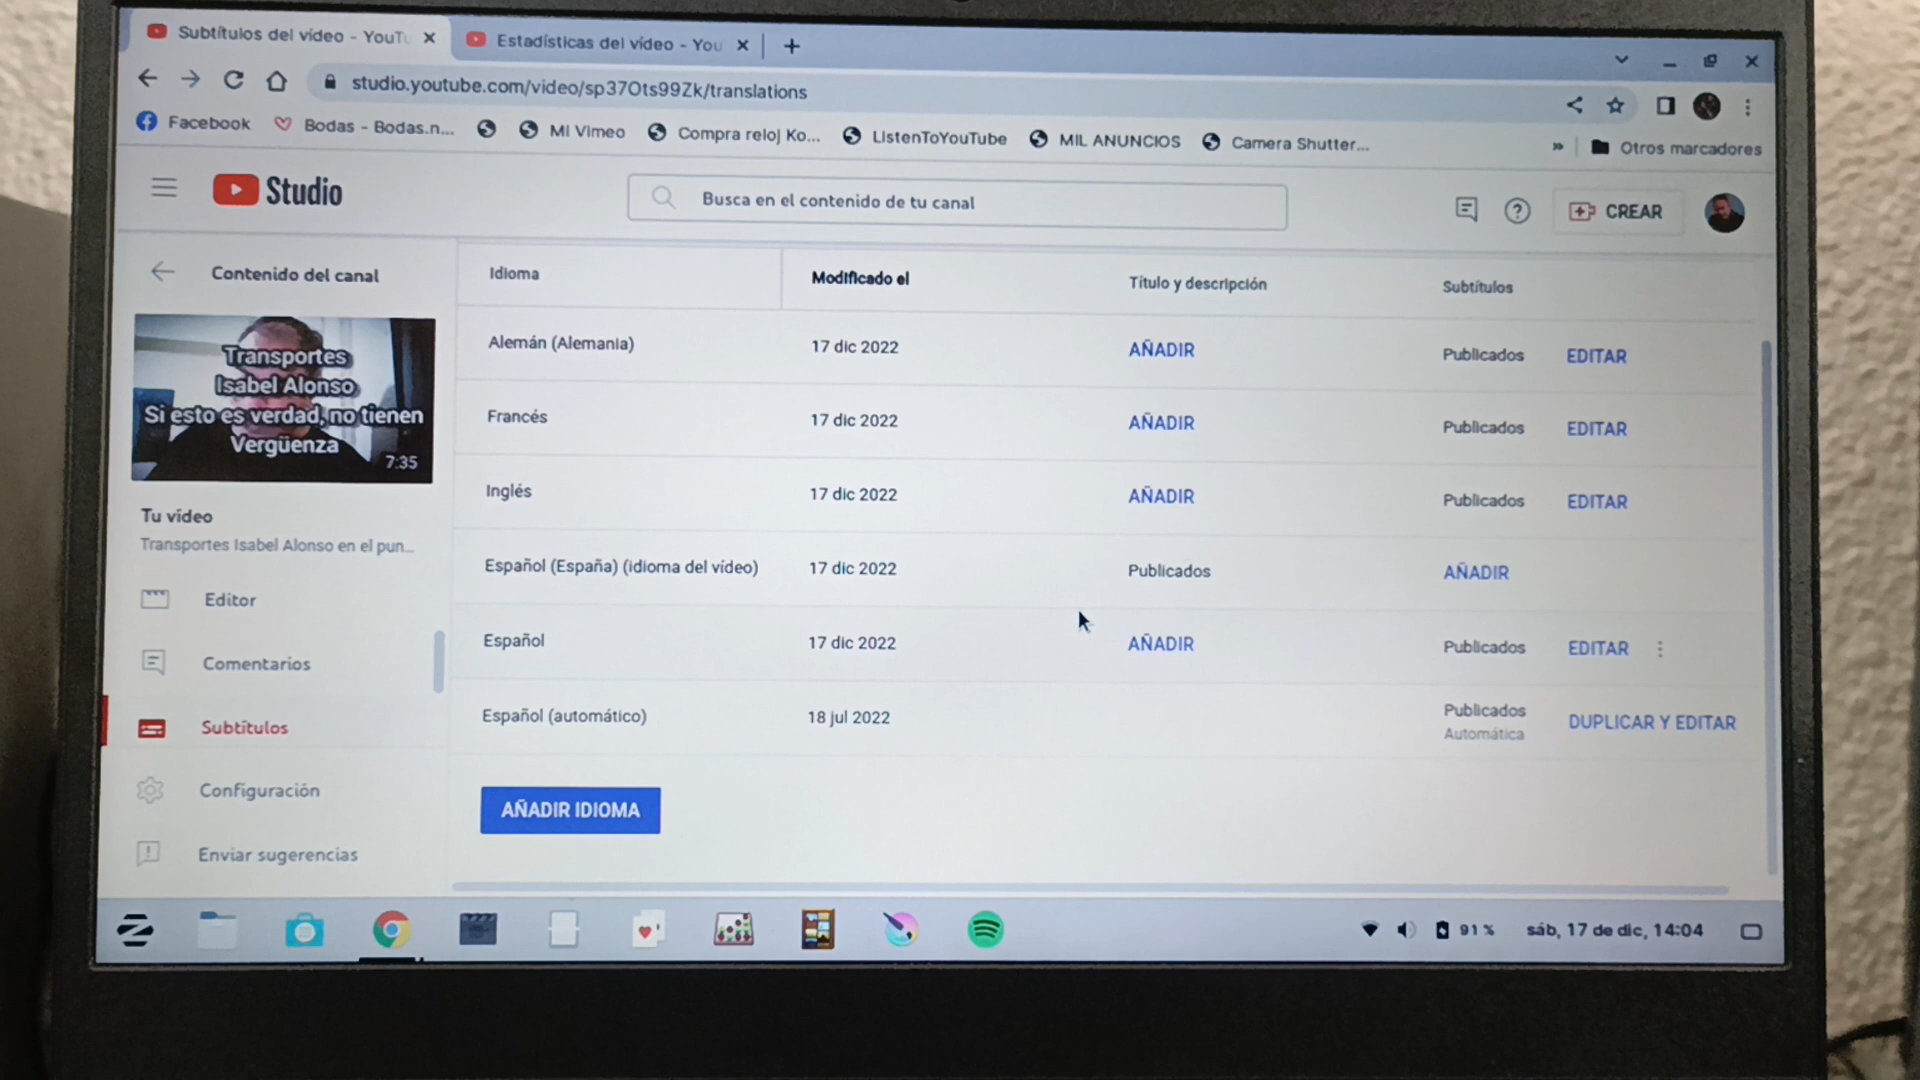 Subtítulos del vídeo - YouTu
Estadísticas del vídeo - You
studio.youtube.com/video/sp37Ots99Zk/translations
Facebook
Bodas - Bodas.n...
Mi Vimeo
Compra reloj Ko...
ListenToYouTube
MIL ANUNCIOS
Camera Shutter...
»
Otros marcadores
Studio
Busca en el contenido de tu canal
CREAR
Contenido del canal
Idioma
Modificado el
Título y descripción
Subtítulos
Transportes
Isabel Alonso
Si esto es verdad, no tienen
Vergüenza
7:35
Tu vídeo
Transportes Isabel Alonso en el pun...
Editor
Comentarios
Subtítulos
Configuración
Enviar sugerencias
Alemán (Alemania) 17 dic 2022 AÑADIR Publicados EDITAR
Francés 17 dic 2022 AÑADIR Publicados EDITAR
Inglés 17 dic 2022 AÑADIR Publicados EDITAR
Español (España) (idioma del vídeo) 17 dic 2022 Publicados AÑADIR
Español 17 dic 2022 AÑADIR Publicados EDITAR
Español (automático) 18 jul 2022 Publicados DUPLICAR Y EDITAR
Automática
AÑADIR IDIOMA
91 %
sáb, 17 de dic, 14:04